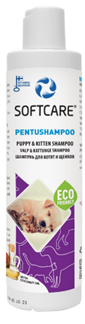 SOFTCARE®
PENTUSHAMPOO
PUPPY & KITTEN SHAMPOO
VALP & KATTUNGE SHAMPOO
ШАМПУНЬ ДЛЯ КОТЯТ И ЩЕНКОВ
ECO
FRIENDLY